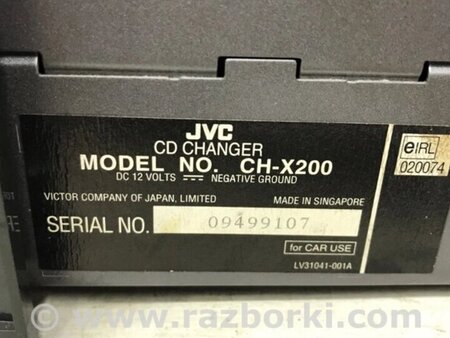 JVC
CD CHANGER
MODEL NO. CH-X200
DC 12 VOLTS ⎓ NEGATIVE GROUND
VICTOR COMPANY OF JAPAN, LIMITED
MADE IN SINGAPORE
SERIAL NO. 09499107
for CAR USE
LV31041-001A
eIRL
020074
© www.razborki.com